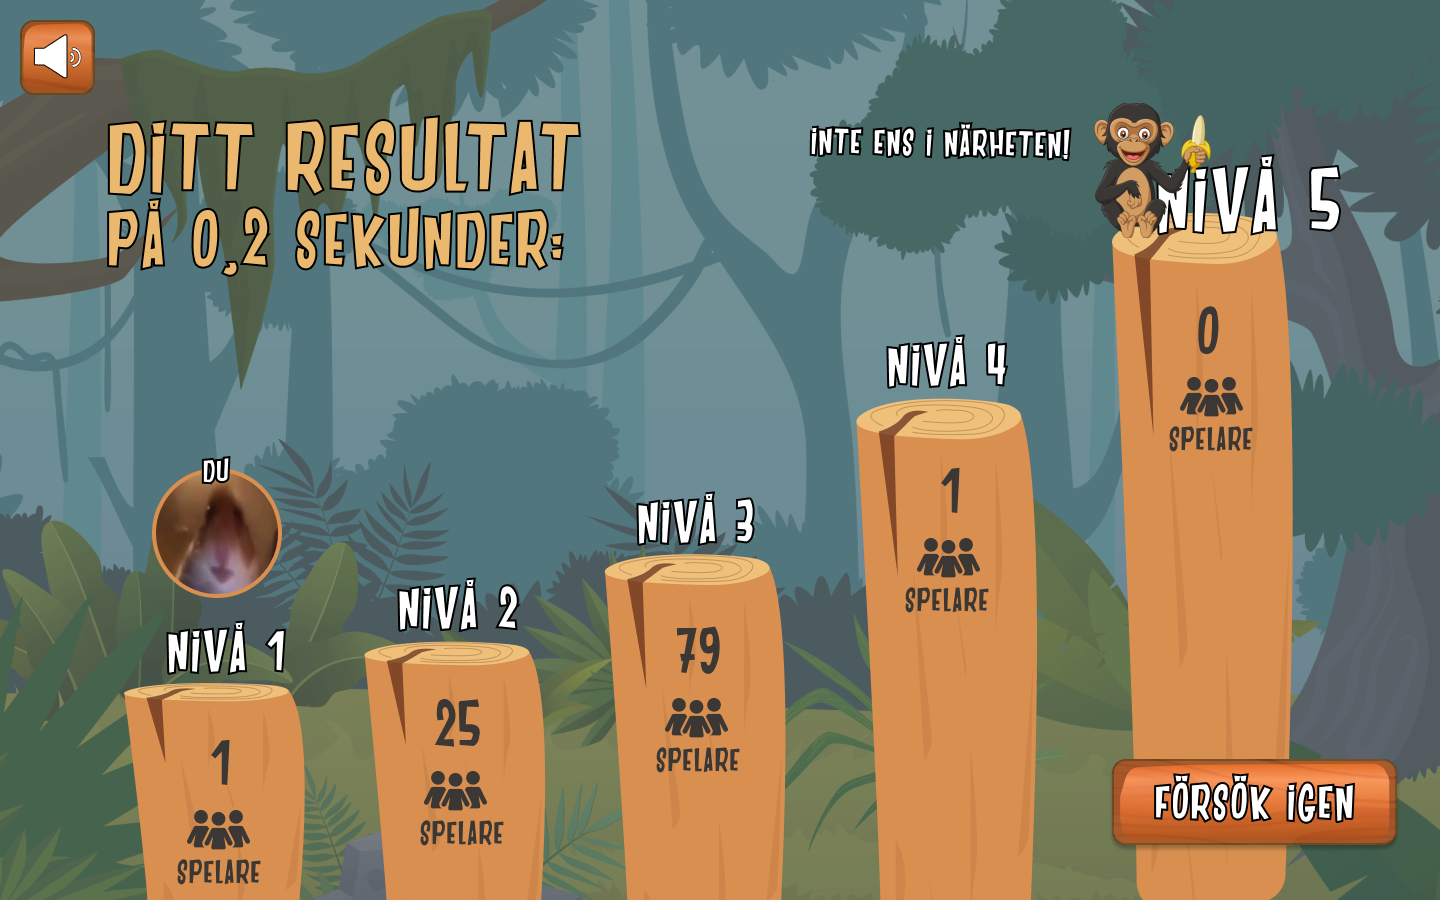 DITT RESULTAT
PÅ 0,2 SEKUNDER:
INTE ENS I NÄRHETEN!
NIVÅ 5
0
SPELARE
NIVÅ 4
1
SPELARE
DU
NIVÅ 3
79
SPELARE
NIVÅ 2
25
SPELARE
NIVÅ 1
1
SPELARE
FÖRSÖK IGEN